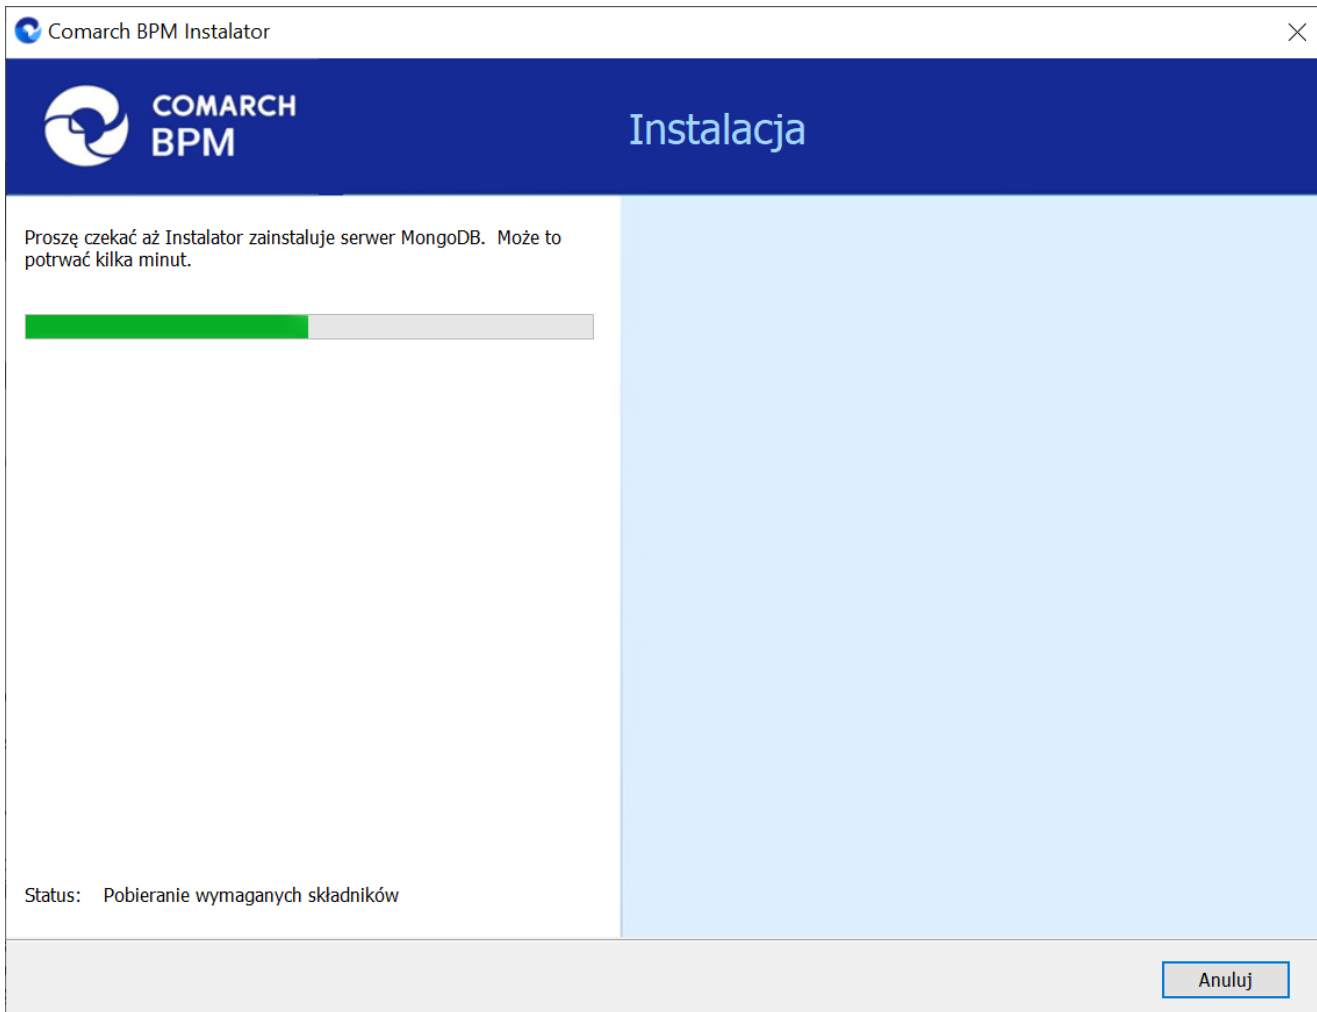 Comarch BPM Instalator
COMARCH
BPM
Instalacja
Proszę czekać aż Instalator zainstaluje serwer MongoDB.  Może to
potrwać kilka minut.
Status: Pobieranie wymaganych składników
Anuluj